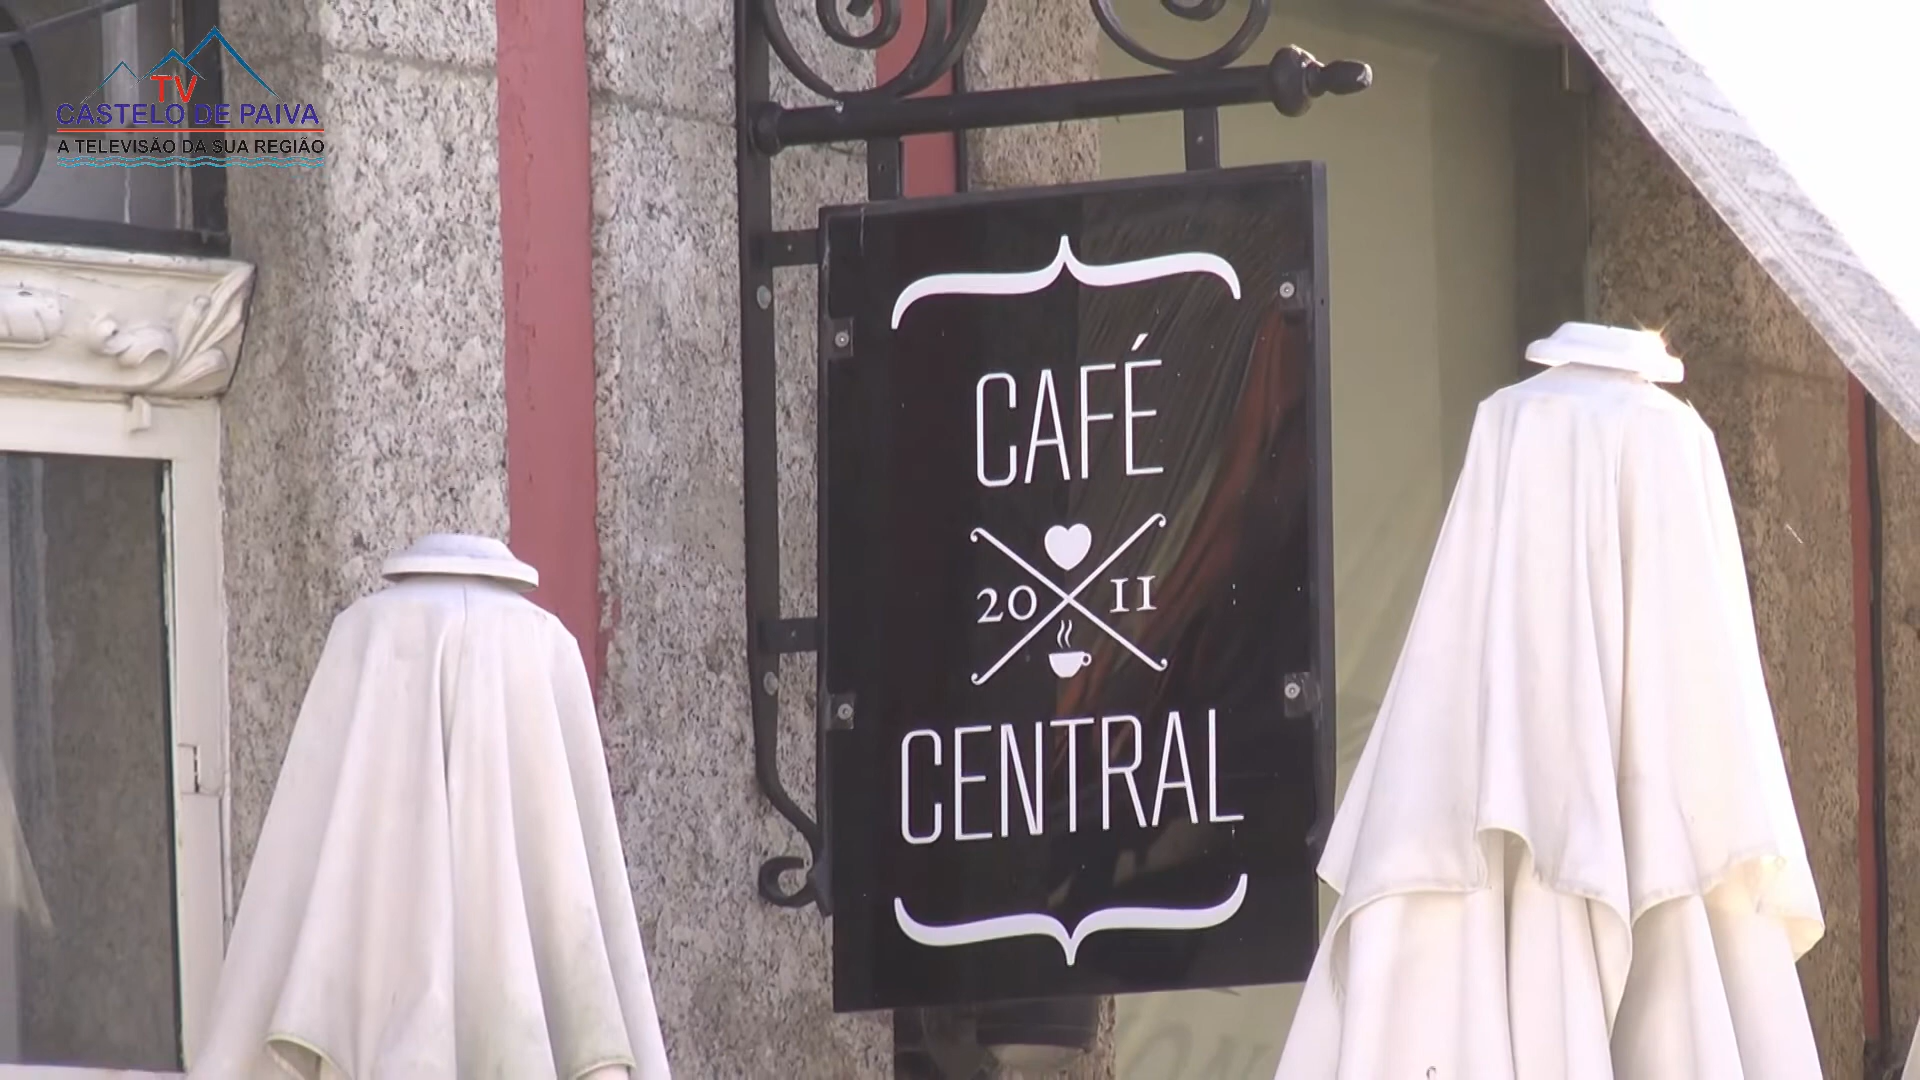 TV
CASTELO DE PAIVA
A TELEVISÃO DA SUA REGIÃO
CAFÉ
20 11
CENTRAL